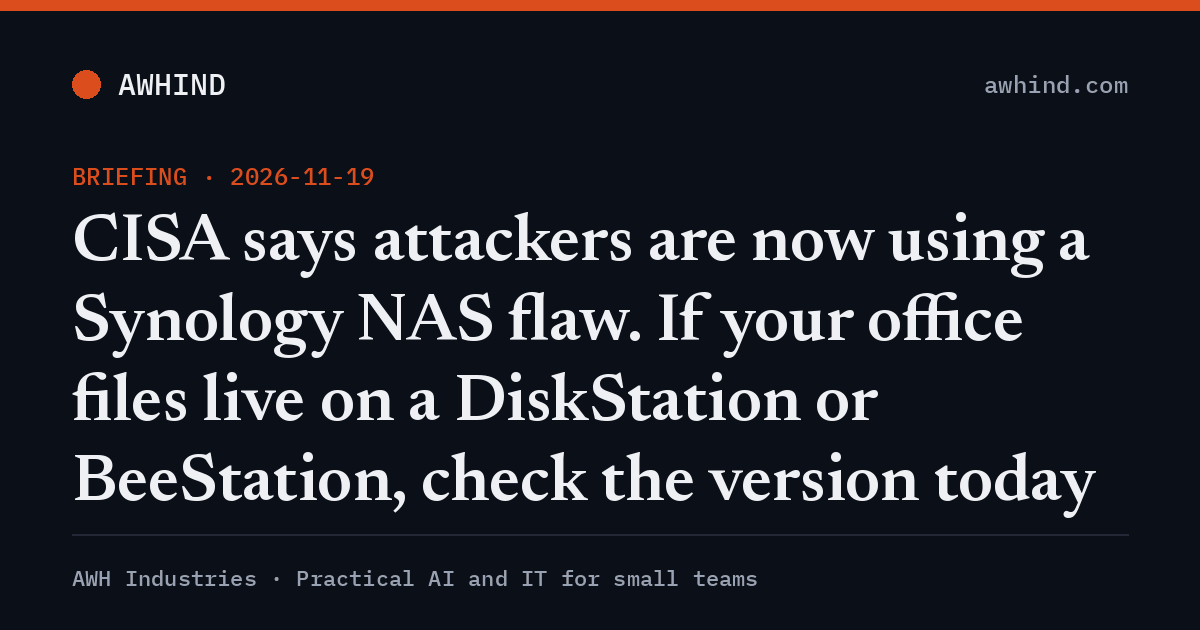 AWHIND
awhind.com
BRIEFING · 2026-11-19
CISA says attackers are now using a
Synology NAS flaw. If your office
files live on a DiskStation or
BeeStation, check the version today
AWH Industries · Practical AI and IT for small teams